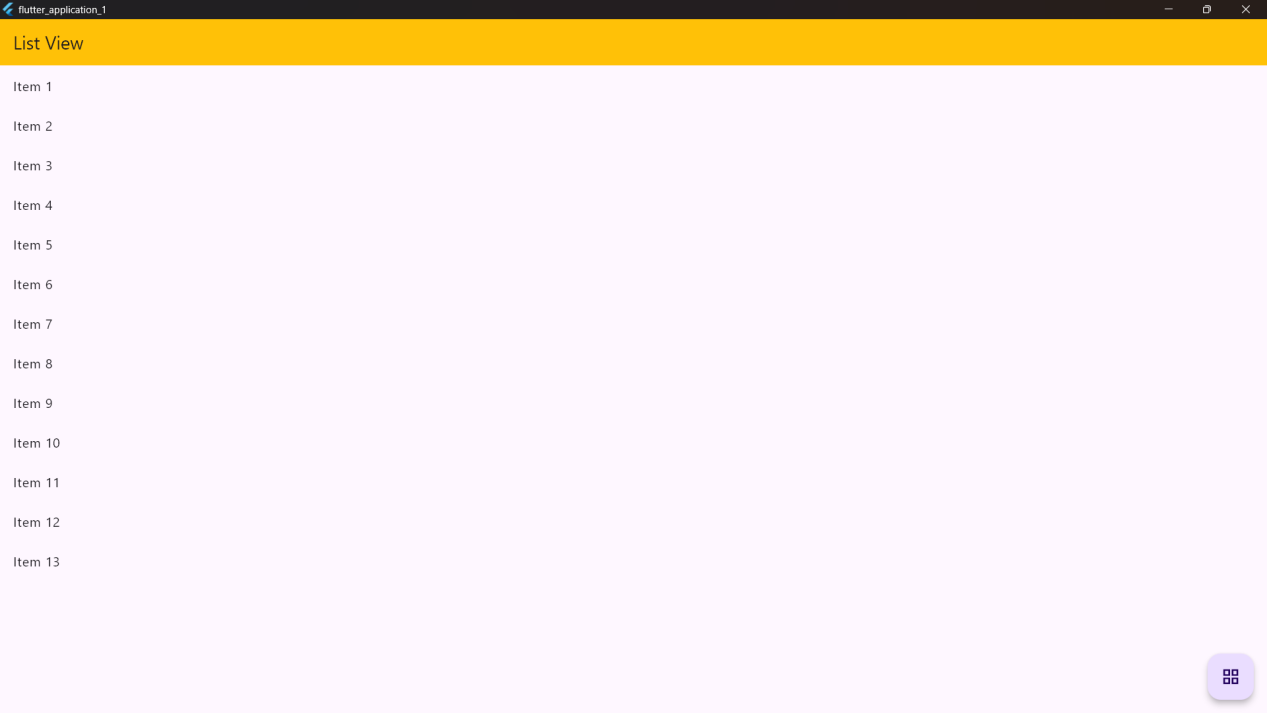 flutter_application_1
List View
Item 1
Item 2
Item 3
Item 4
Item 5
Item 6
Item 7
Item 8
Item 9
Item 10
Item 11
Item 12
Item 13